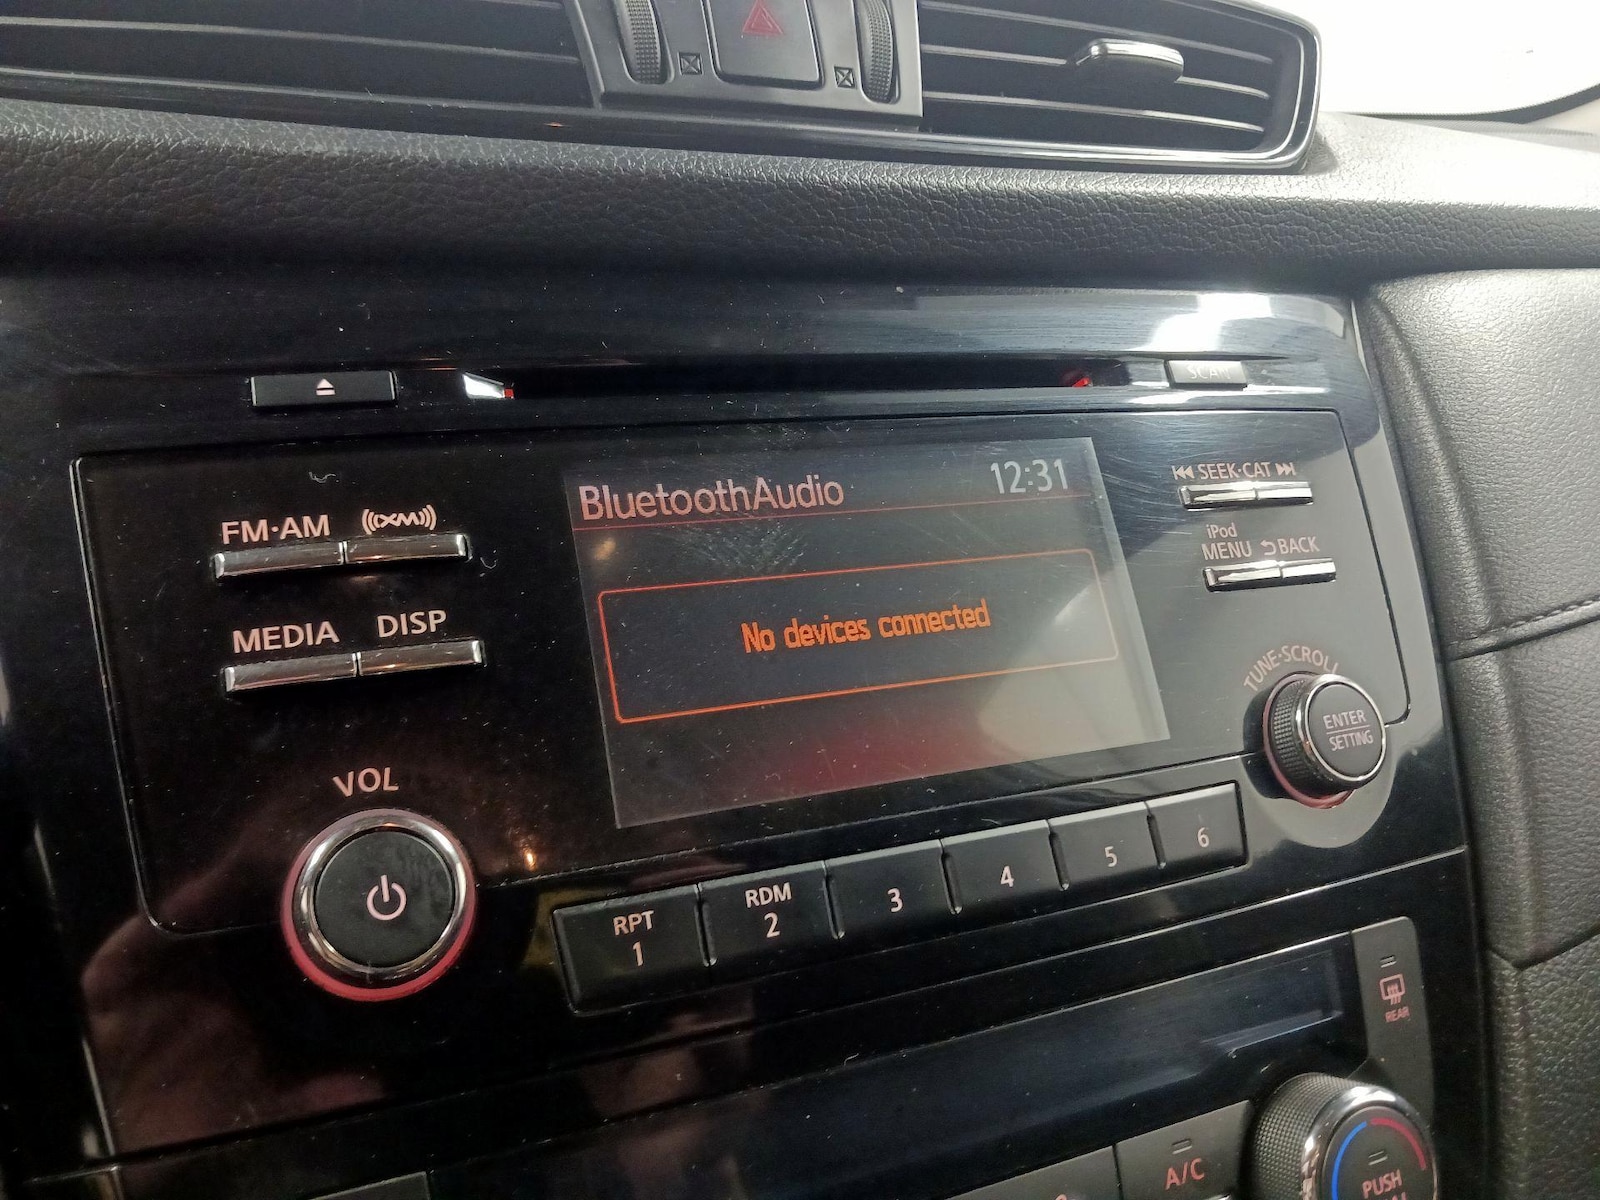 SCAN
BluetoothAudio 12:31
No devices connected
FM·AM ((XM))
MEDIA DISP
VOL
SEEK·CAT
iPod
MENU BACK
TUNE·SCROLL
ENTER
SETTING
RPT
1
RDM
2
3
4
5
6
REAR
A/C
PUSH